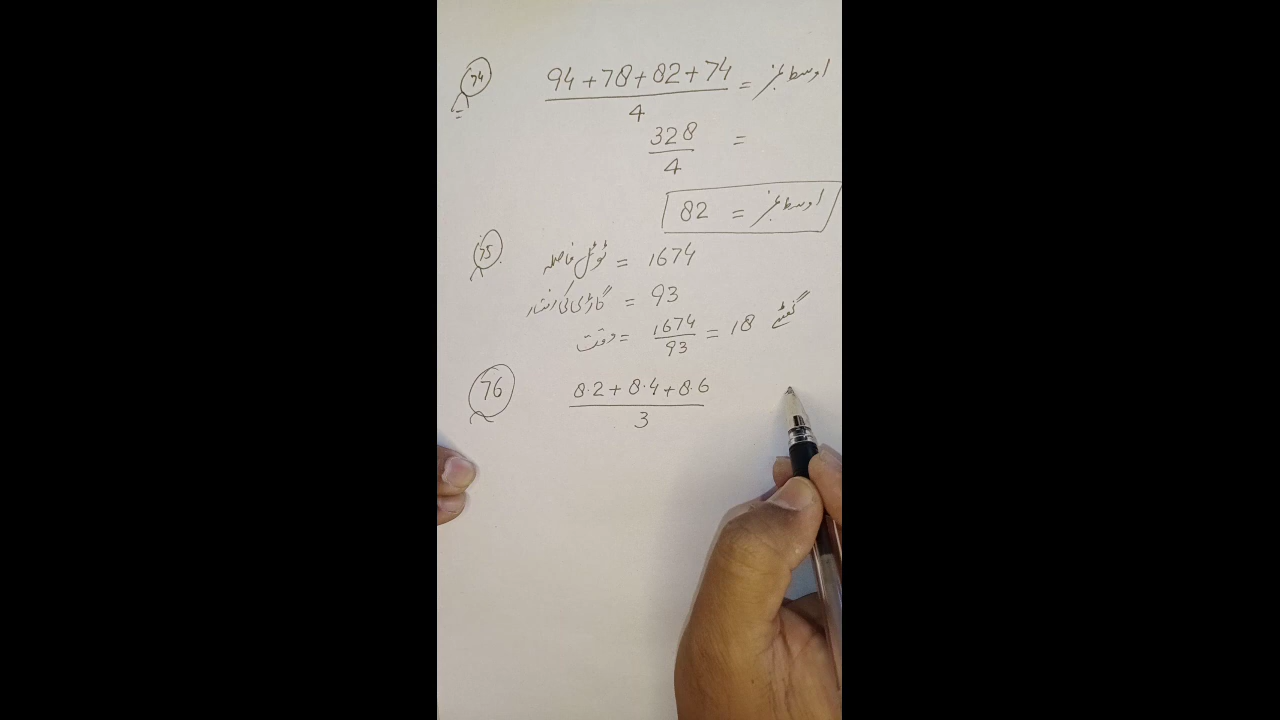 74 94+78+82+74 = اوسط نمبر
4
328 =
4
82 = اوسط نمبر
75 ٹوٹل فاصلہ = 1674
گاڑی کی رفتار = 93
وقت = 1674 = 18 گھنٹے
93
76 8.2+8.4+8.6
3